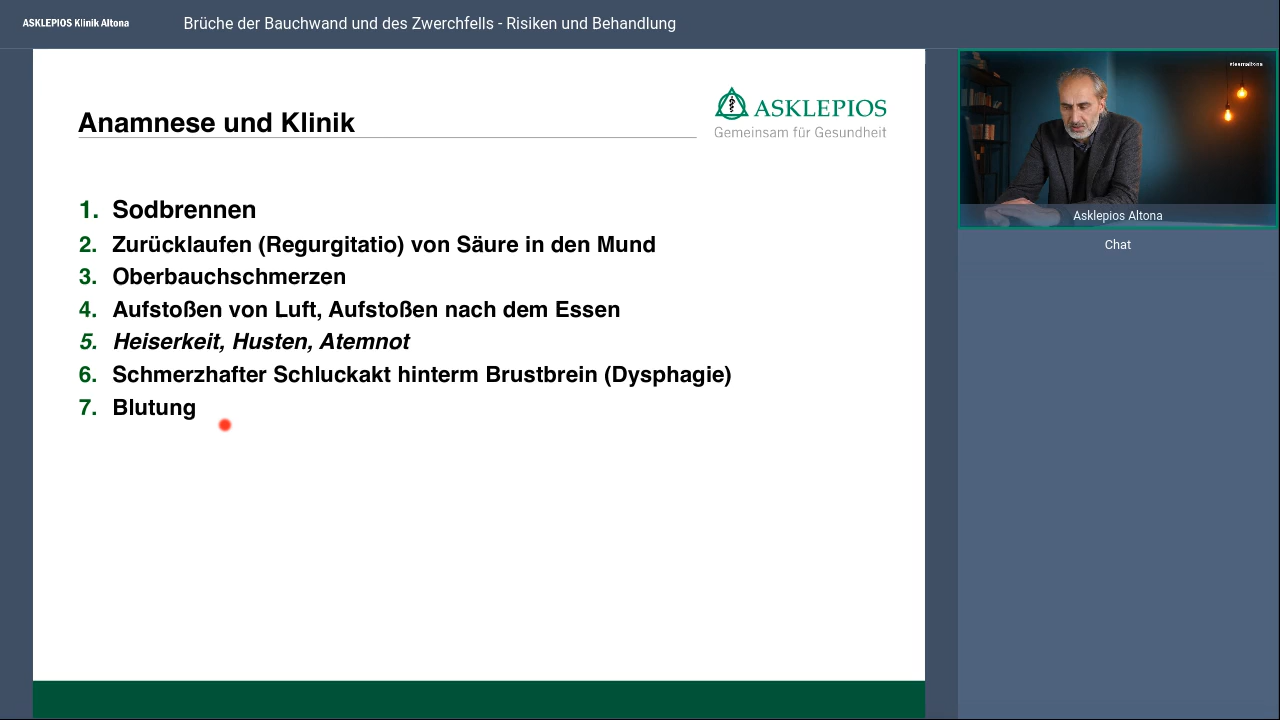 ASKLEPIOS Klinik Altona
Brüche der Bauchwand und des Zwerchfells - Risiken und Behandlung
Anamnese und Klinik
ASKLEPIOS
Gemeinsam für Gesundheit
1. Sodbrennen
2. Zurücklaufen (Regurgitatio) von Säure in den Mund
3. Oberbauchschmerzen
4. Aufstoßen von Luft, Aufstoßen nach dem Essen
5. Heiserkeit, Husten, Atemnot
6. Schmerzhafter Schluckakt hinterm Brustbrein (Dysphagie)
7. Blutung
#teamaltona
Asklepios Altona
Chat